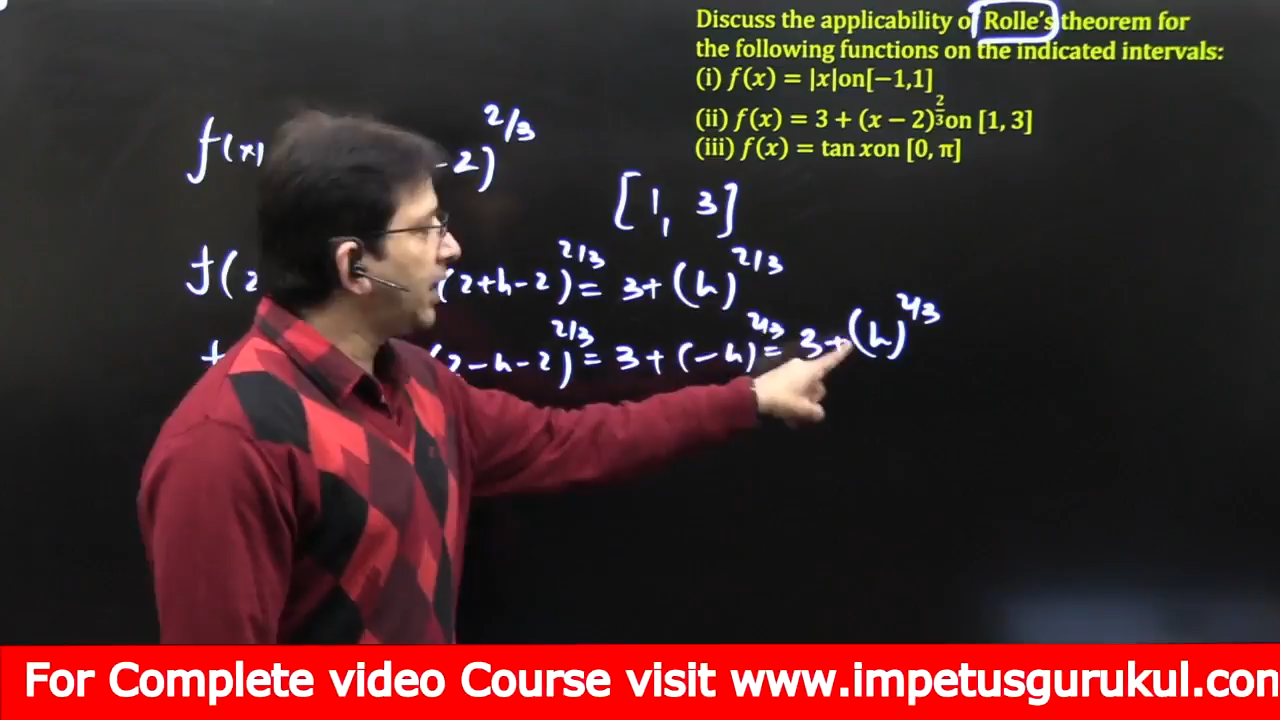 Discuss the applicability of Rolle's theorem for
the following functions on the indicated intervals:
(i) f(x) = |x|on[−1,1]
(ii) f(x) = 3 + (x − 2)^2/3 on [1, 3]
(iii) f(x) = tan x on [0, π]
f(x) -2)^2/3
[1, 3]
f(2 (2+h-2)^2/3 = 3+(h)^2/3
(2-h-2)^2/3 = 3+(-h)^2/3 = 3+(h)^2/3
For Complete video Course visit www.impetusgurukul.com